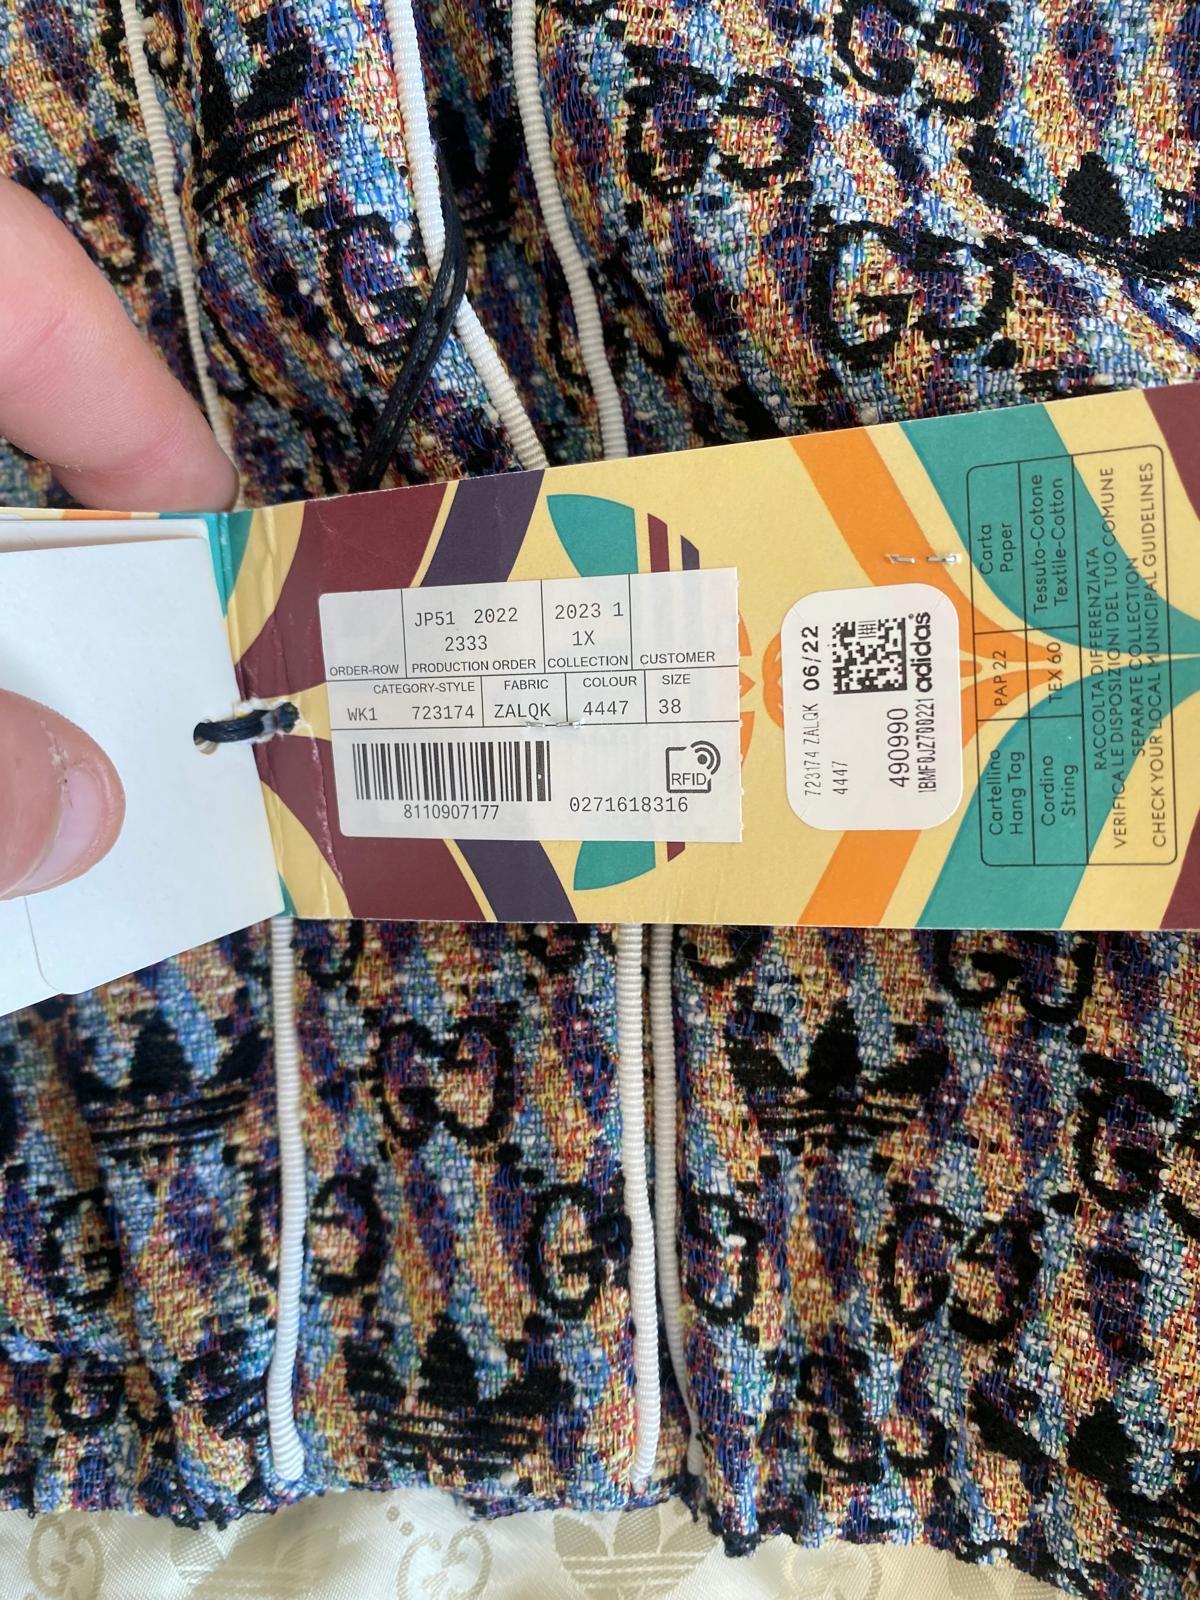 JP51 2022 2023 1
2333 1X
ORDER-ROW PRODUCTION ORDER COLLECTION CUSTOMER
CATEGORY-STYLE FABRIC COLOUR SIZE
WK1 723174 ZALQK 4447 38
8110907177
0271618316
RFID
723174 ZALQK 06/22
4447
490990
adidas
Carta
Paper
Tessuto-Cotone
Textile-Cotton
PAP 22
TEX 60
Cartellino
Hang Tag
Cordino
String
RACCOLTA DIFFERENZIATA
VERIFICA LE DISPOSIZIONI DEL TUO COMUNE
SEPARATE COLLECTION
CHECK YOUR LOCAL MUNICIPAL GUIDELINES